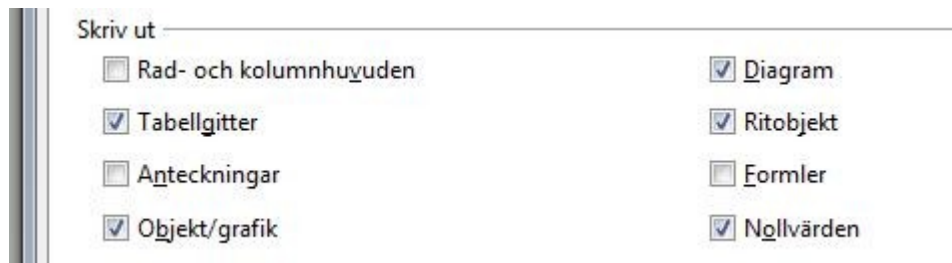 Skriv ut
Rad- och kolumnhuvuden
Diagram
Tabellgitter
Ritobjekt
Anteckningar
Formler
Objekt/grafik
Nollvärden